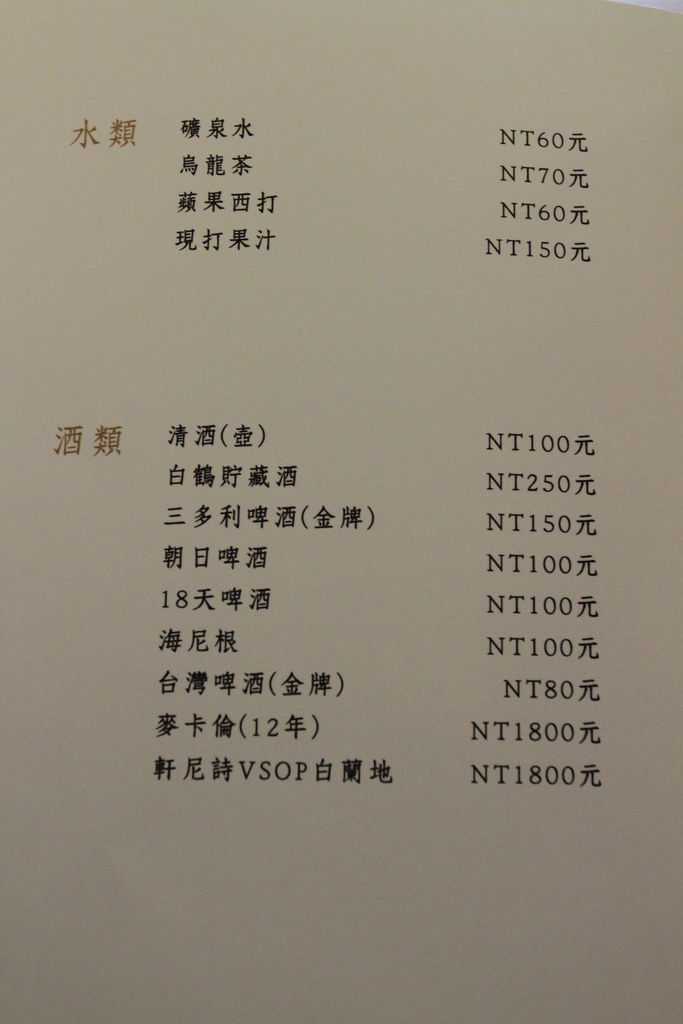 水類 礦泉水 NT60元
烏龍茶 NT70元
蘋果西打 NT60元
現打果汁 NT150元
酒類 清酒(壺) NT100元
白鶴貯藏酒 NT250元
三多利啤酒(金牌) NT150元
朝日啤酒 NT100元
18天啤酒 NT100元
海尼根 NT100元
台灣啤酒(金牌) NT80元
麥卡倫(12年) NT1800元
軒尼詩VSOP白蘭地 NT1800元